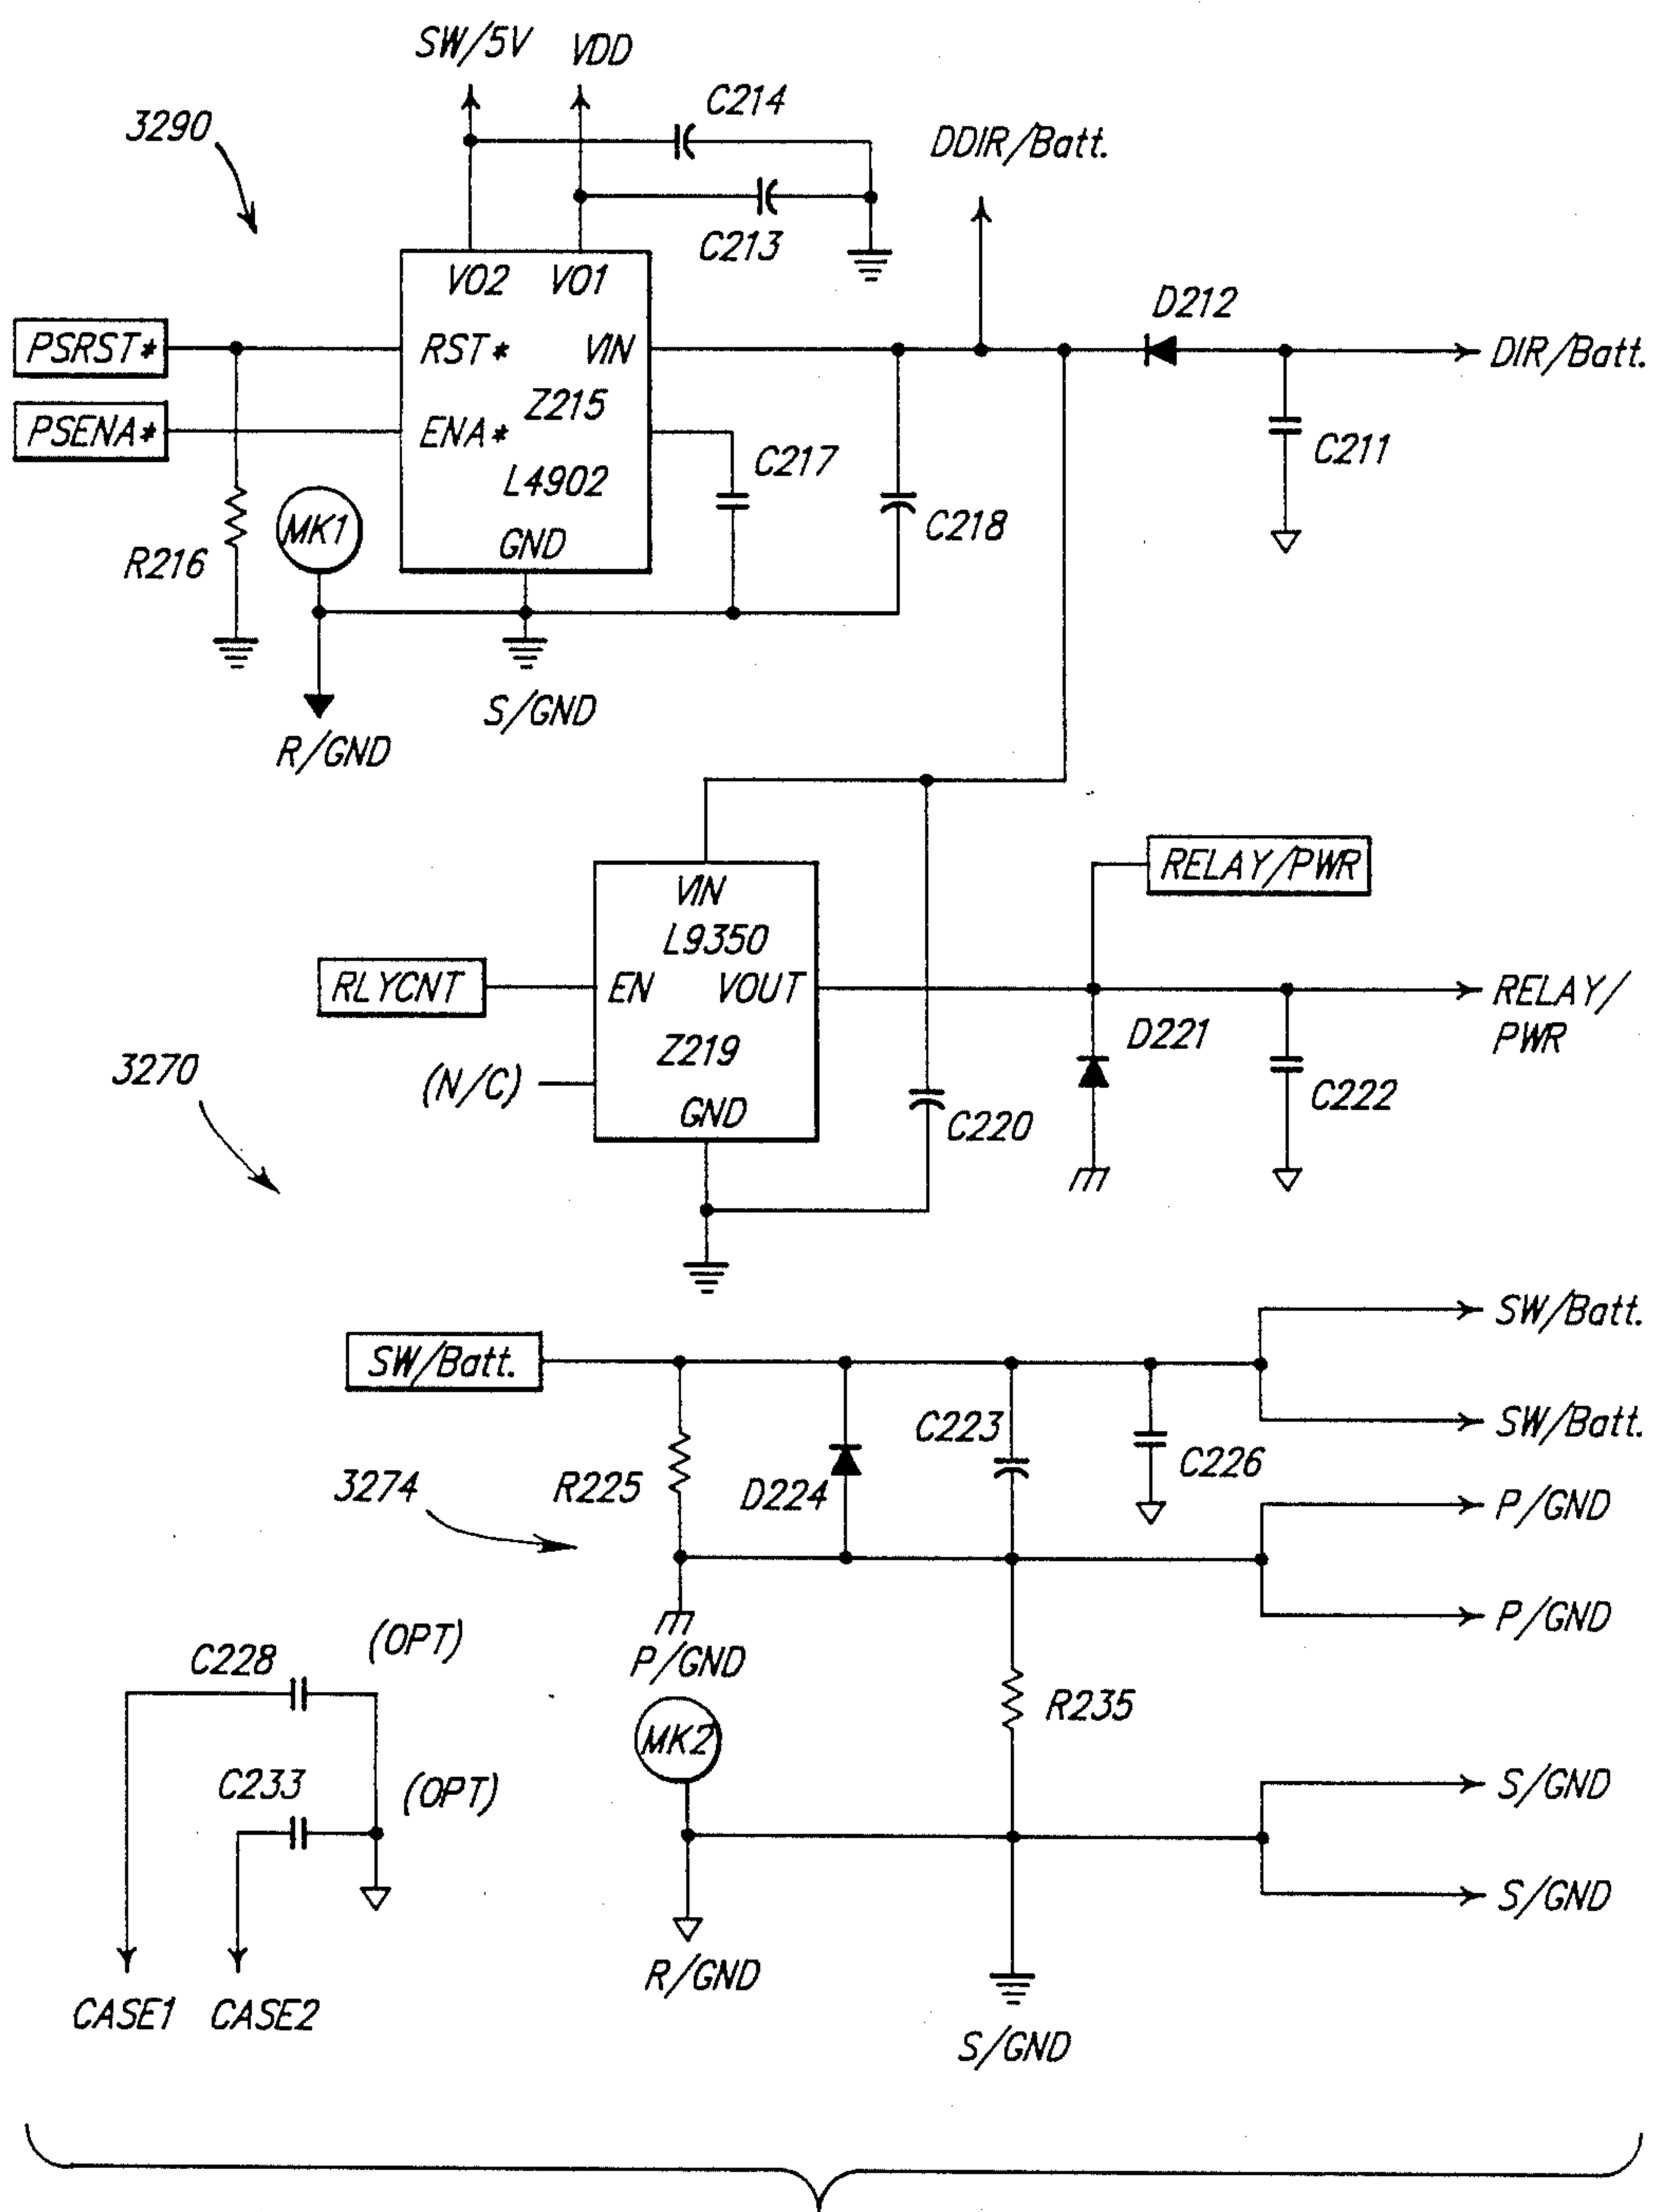 SW/5V VDD
C214
3290
DDIR/Batt.
C213
VO2 VO1
D212
PSRST*
RST* VIN
DIR/Batt.
Z215
PSENA*
ENA*
C217
C211
L4902
MK1
C218
GND
R216
S/GND
R/GND
RELAY/PWR
VIN
L9350
RLYCNT
EN VOUT
RELAY/
PWR
D221
Z219
3270
(N/C)
C222
GND
C220
SW/Batt.
SW/Batt.
SW/Batt.
C223
C226
3274
R225
D224
P/GND
P/GND
(OPT)
C228
P/GND
R235
MK2
C233
(OPT)
S/GND
S/GND
R/GND
CASE1 CASE2
S/GND